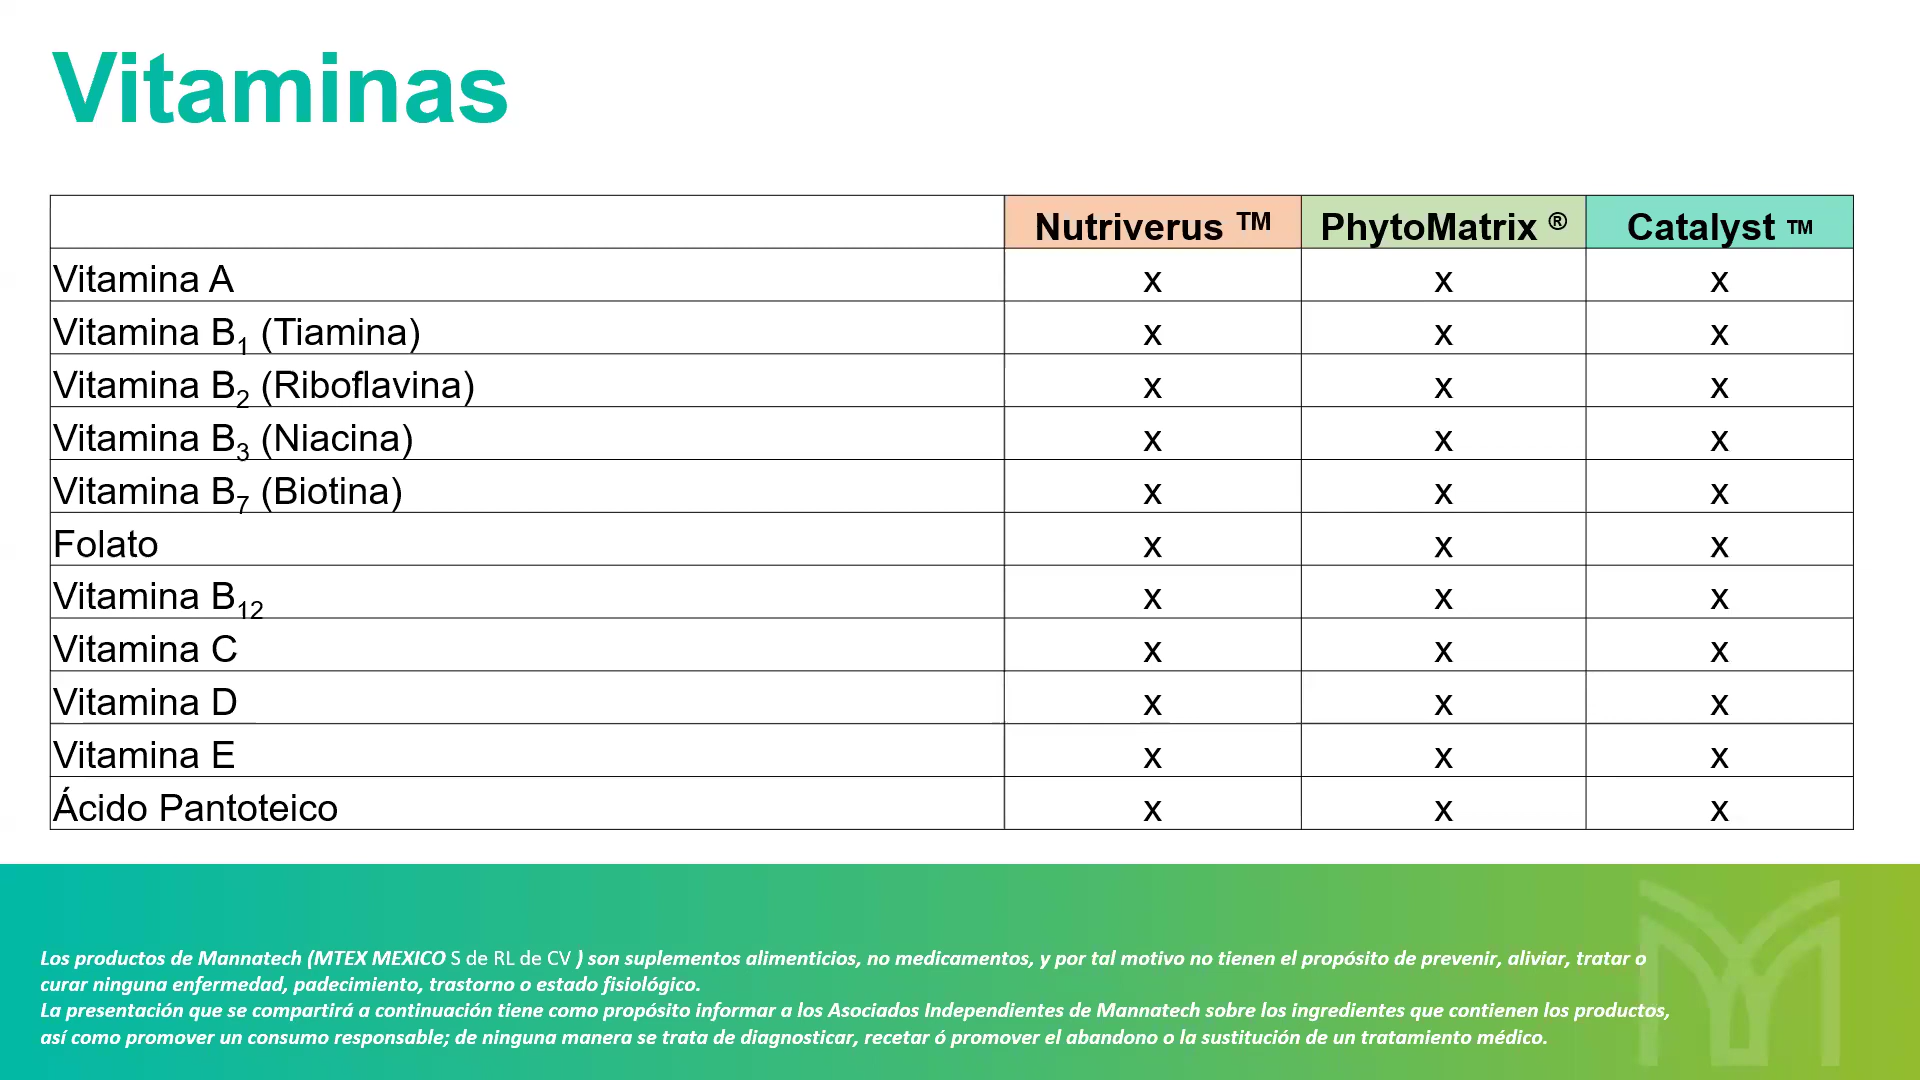 Vitaminas
Nutriverus ™ PhytoMatrix ® Catalyst ™
Vitamina A x x x
Vitamina B₁ (Tiamina) x x x
Vitamina B₂ (Riboflavina) x x x
Vitamina B₃ (Niacina) x x x
Vitamina B₇ (Biotina) x x x
Folato x x x
Vitamina B₁₂ x x x
Vitamina C x x x
Vitamina D x x x
Vitamina E x x x
Ácido Pantoteico x x x
Los productos de Mannatech (MTEX MEXICO S de RL de CV ) son suplementos alimenticios, no medicamentos, y por tal motivo no tienen el propósito de prevenir, aliviar, tratar o
curar ninguna enfermedad, padecimiento, trastorno o estado fisiológico.
La presentación que se compartirá a continuación tiene como propósito informar a los Asociados Independientes de Mannatech sobre los ingredientes que contienen los productos,
así como promover un consumo responsable; de ninguna manera se trata de diagnosticar, recetar ó promover el abandono o la sustitución de un tratamiento médico.